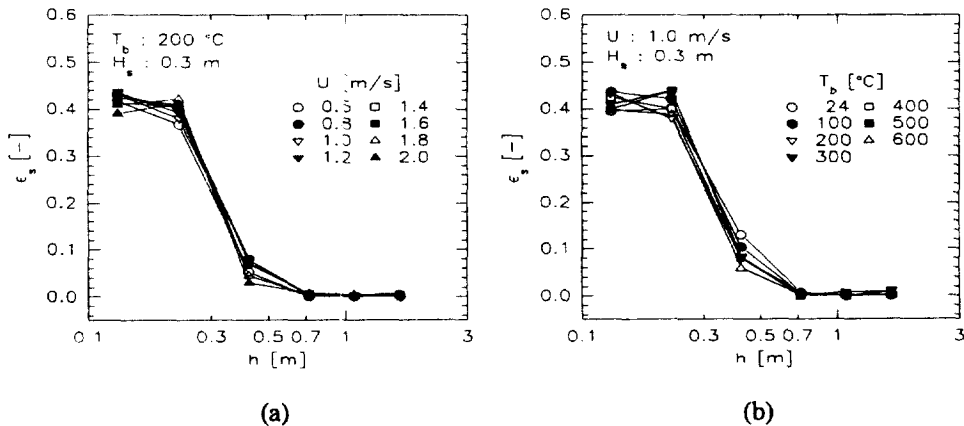 T_b : 200 °C
H_s : 0.3 m
U [m/s]
0.6 1.4
0.8 1.6
1.0 1.8
1.2 2.0
0.6
0.5
0.4
0.3
0.2
0.1
0.0
ε_s [-]
0.1 0.3 0.5 0.7 1 3
h [m]
(a)
U : 1.0 m/s
H_s : 0.3 m
T_b [°C]
24 400
100 500
200 600
300
0.6
0.5
0.4
0.3
0.2
0.1
0.0
ε_s [-]
0.1 0.3 0.5 0.7 1 3
h [m]
(b)